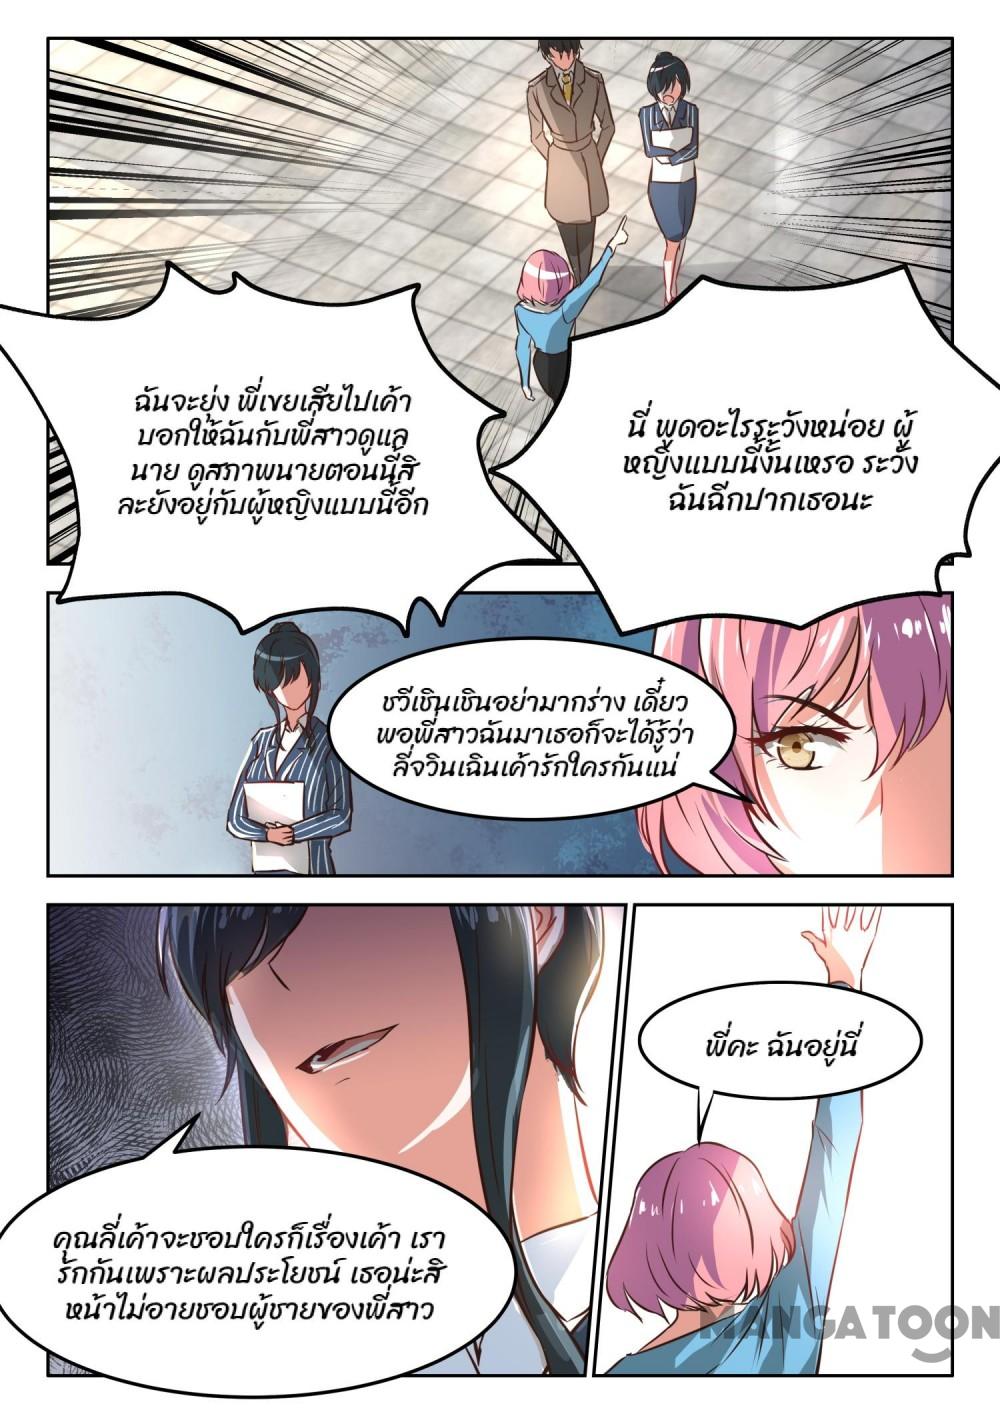 ฉันจะยุ่ง พี่เขยเสียไปเค้า
บอกให้ฉันกับพี่สาวดูแล
นาย ดูสภาพนายตอนนี้สิ
ละยังอยู่กับผู้หญิงแบบนี้อีก
นี่ พูดอะไรระวังหน่อย ผู้
หญิงแบบนี้งั้นเหรอ ระวัง
ฉันฉีกปากเธอนะ
ชวีเชินเชินอย่ามากร่าง เดี๋ยว
พอพี่สาวฉันมาเธอก็จะได้รู้ว่า
ลี่จวินเฉินเค้ารักใครกันแน่
คุณลี่เค้าจะชอบใครก็เรื่องเค้า เรา
รักกันเพราะผลประโยชน์ เธอน่ะสิ
หน้าไม่อายชอบผู้ชายของพี่สาว
พี่คะ ฉันอยู่นี่
MANGATOON